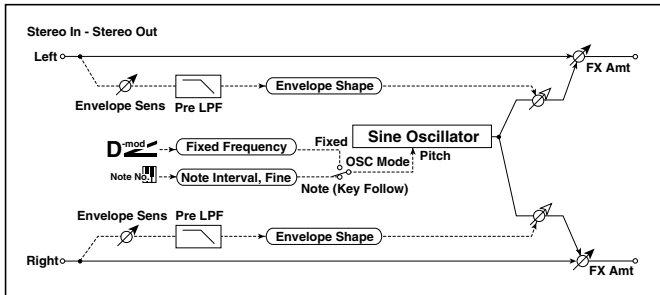 Stereo In - Stereo Out
Left
FX Amt
Envelope Sens
Pre LPF
Envelope Shape
D-mod
Fixed Frequency
Fixed
Sine Oscillator
OSC Mode
Pitch
Note No.
Note Interval, Fine
Note (Key Follow)
Envelope Sens
Pre LPF
Envelope Shape
Right
FX Amt